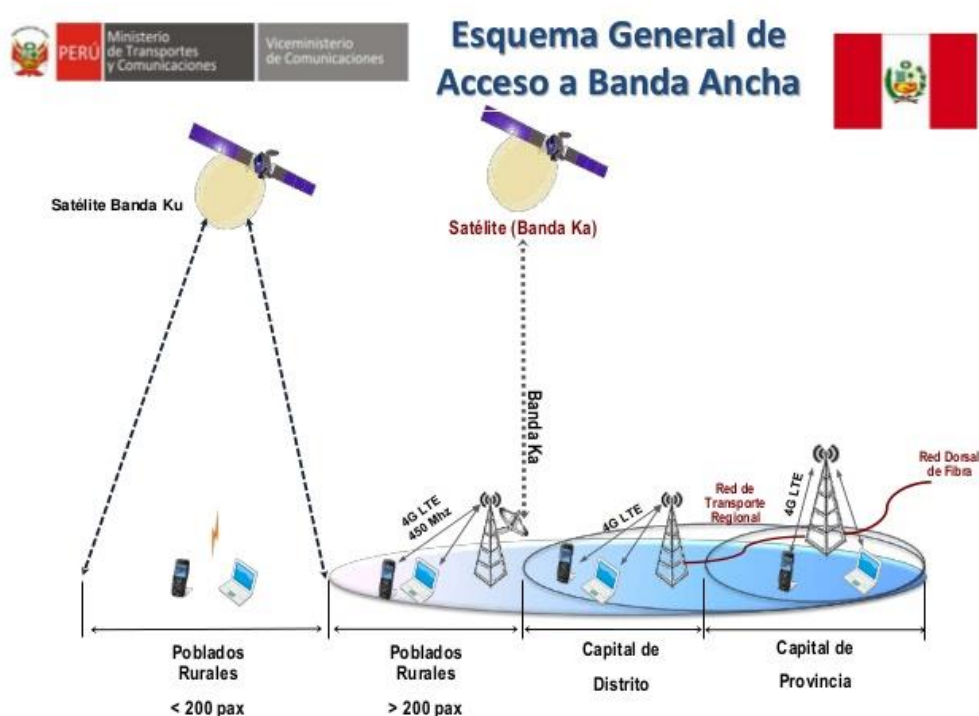 PERÚ
Ministerio
de Transportes
y Comunicaciones
Viceministerio
de Comunicaciones
Esquema General de
Acceso a Banda Ancha
Satélite Banda Ku
Satélite (Banda Ka)
Banda Ka
4G LTE
450 Mhz
4G LTE
Red de
Transporte
Regional
4G LTE
Red Dorsal
de Fibra
Poblados
Rurales
< 200 pax
Poblados
Rurales
> 200 pax
Capital de
Distrito
Capital de
Provincia